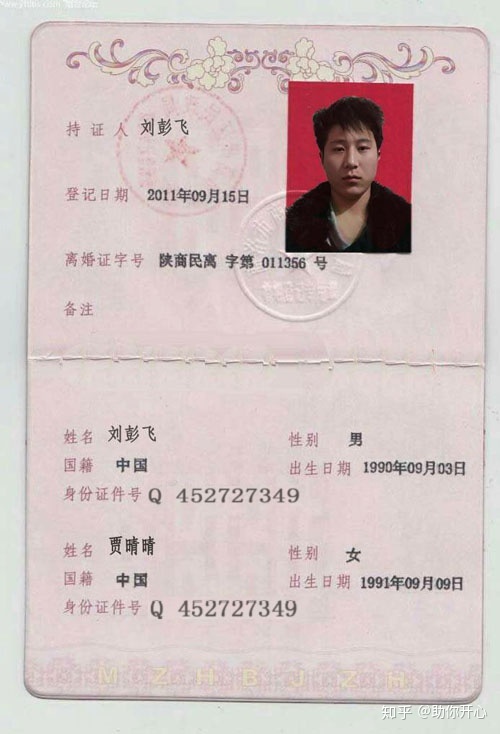 持证人 刘彭飞
登记日期 2011年09月15日
离婚证字号 陕商民离 字第 011356 号
备注
姓名 刘彭飞 性别 男
国籍 中国 出生日期 1990年09月03日
身份证件号 Q 452727349
姓名 贾晴晴 性别 女
国籍 中国 出生日期 1991年09月09日
身份证件号 Q 452727349
M Z H B J Z H
知乎 @助你开心